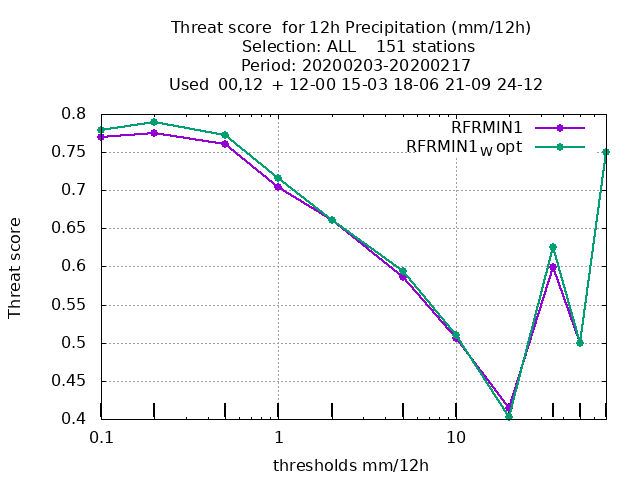 Threat score  for 12h Precipitation (mm/12h)
Selection: ALL    151 stations
Period: 20200203-20200217
Used  00,12  + 12-00 15-03 18-06 21-09 24-12
RFRMIN1
RFRMIN1W opt
Threat score
0.8
0.75
0.7
0.65
0.6
0.55
0.5
0.45
0.4
0.1
1
10
thresholds mm/12h